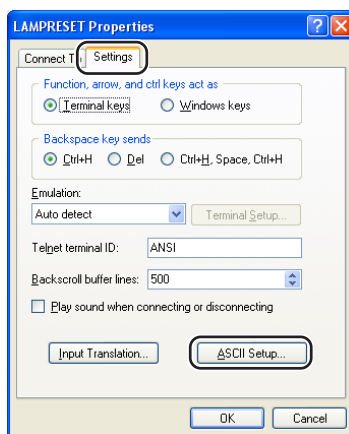 LAMPRESET Properties
Connect T
Settings
Function, arrow, and ctrl keys act as
Terminal keys Windows keys
Backspace key sends
Ctrl+H Del Ctrl+H, Space, Ctrl+H
Emulation:
Auto detect Terminal Setup...
Telnet terminal ID: ANSI
Backscroll buffer lines: 500
Play sound when connecting or disconnecting
Input Translation... ASCII Setup...
OK Cancel